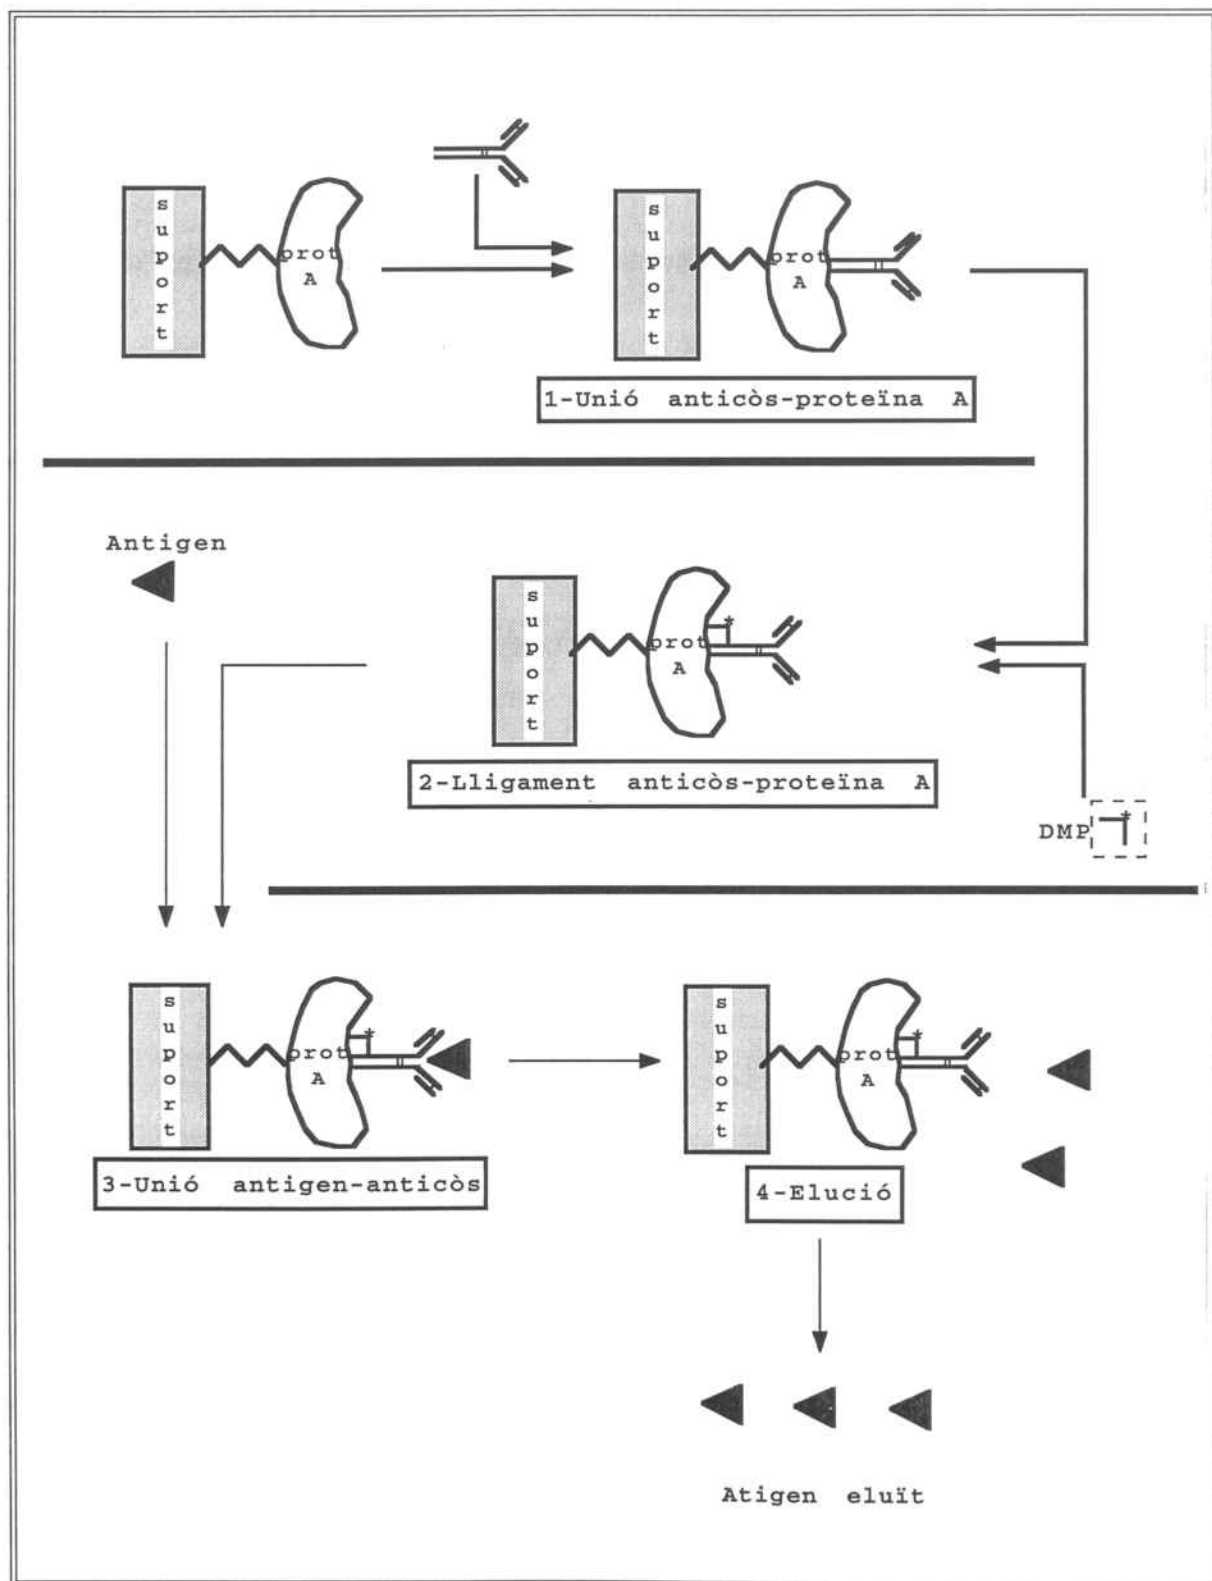 suport
prot
A
suport
prot
A
1-Unió anticòs-proteïna A
Antigen
suport
prot
A
*
2-Lligament anticòs-proteïna A
DMP
*
suport
prot
A
*
suport
prot
A
*
3-Unió antigen-anticòs
4-Elució
Atigen eluït